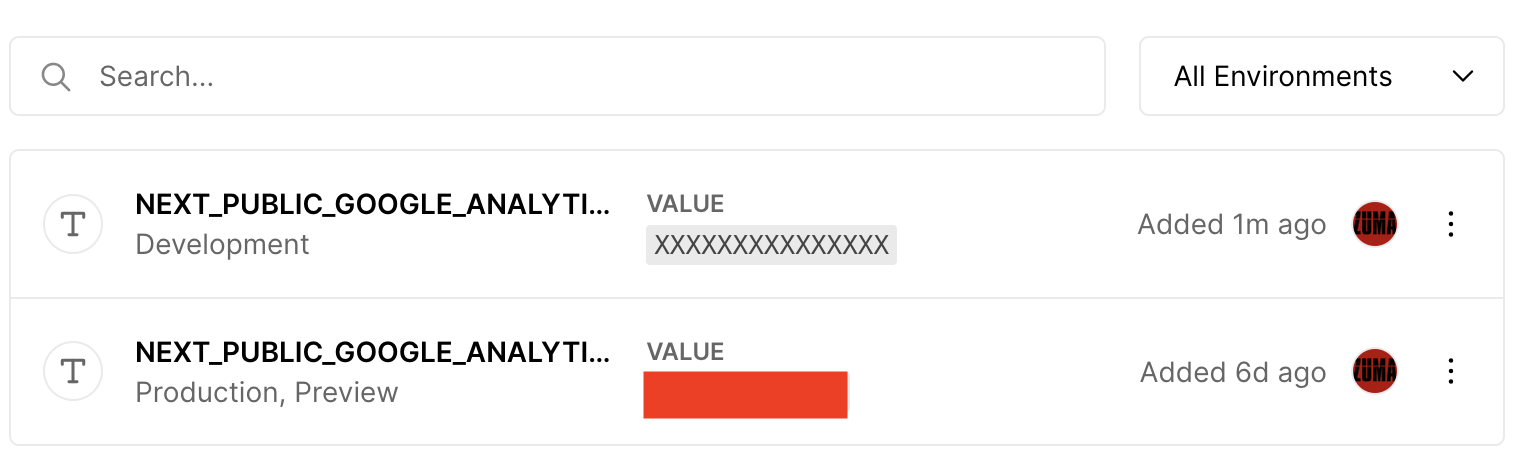 Search...
All Environments
T
NEXT_PUBLIC_GOOGLE_ANALYTI...
Development
VALUE
XXXXXXXXXXXXXXX
Added 1m ago
ZUMA
T
NEXT_PUBLIC_GOOGLE_ANALYTI...
Production, Preview
VALUE
Added 6d ago
ZUMA